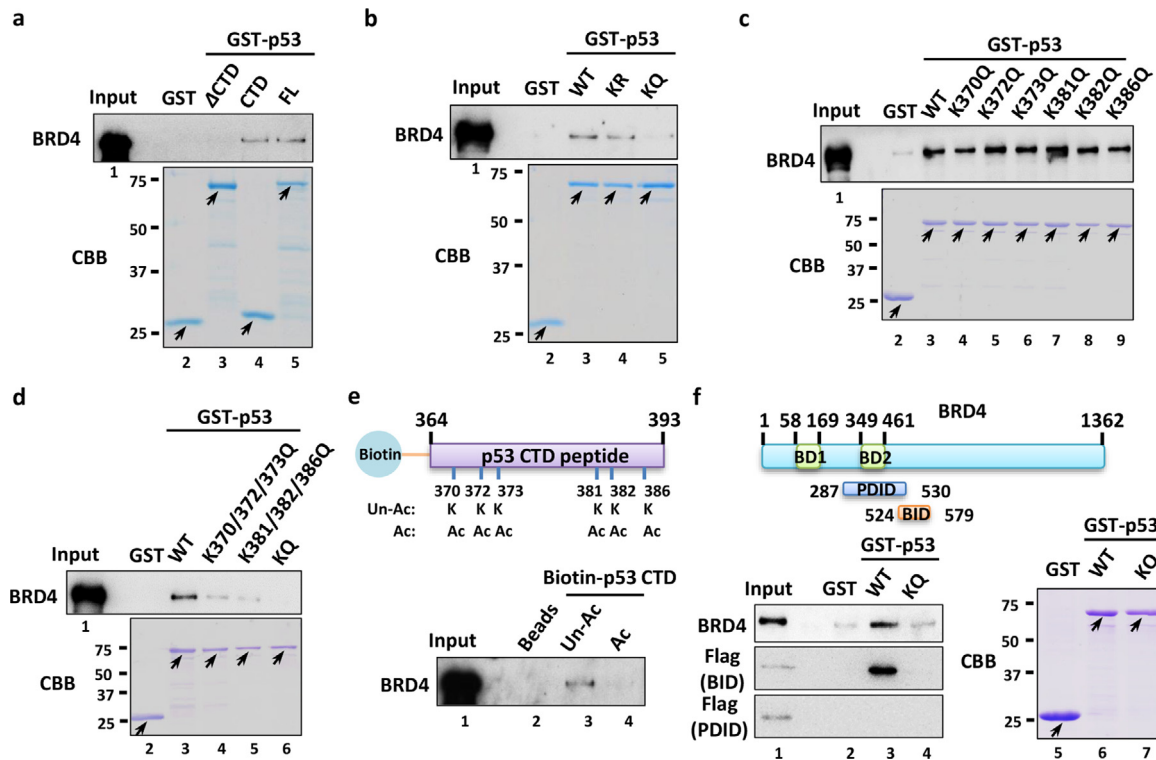 a
GST-p53
Input GST ΔCTD CTD FL
BRD4
1
75
50
37
25
CBB
2 3 4 5
b
GST-p53
Input GST WT KR KQ
BRD4
1
75
50
37
25
CBB
2 3 4 5
c
GST-p53
Input GST WT K370Q K372Q K373Q K381Q K382Q K386Q
BRD4
1
75
50
37
25
CBB
2 3 4 5 6 7 8 9
d
GST-p53
Input GST WT K370/372/373Q K381/382/386Q KQ
BRD4
1
75
50
37
25
CBB
2 3 4 5 6
e
364 393
Biotin p53 CTD peptide
370 372 373 381 382 386
Un-Ac: K K K K K K
Ac: Ac Ac Ac Ac Ac Ac
Biotin-p53 CTD
Input Beads Un-Ac Ac
BRD4
1 2 3 4
f
BRD4
1 58 169 349 461 1362
BD1 BD2
287 PDID 530
524 BID 579
GST-p53
Input GST WT KQ
BRD4
Flag
(BID)
Flag
(PDID)
1 2 3 4
GST-p53
GST WT KQ
75
50
37
25
CBB
5 6 7